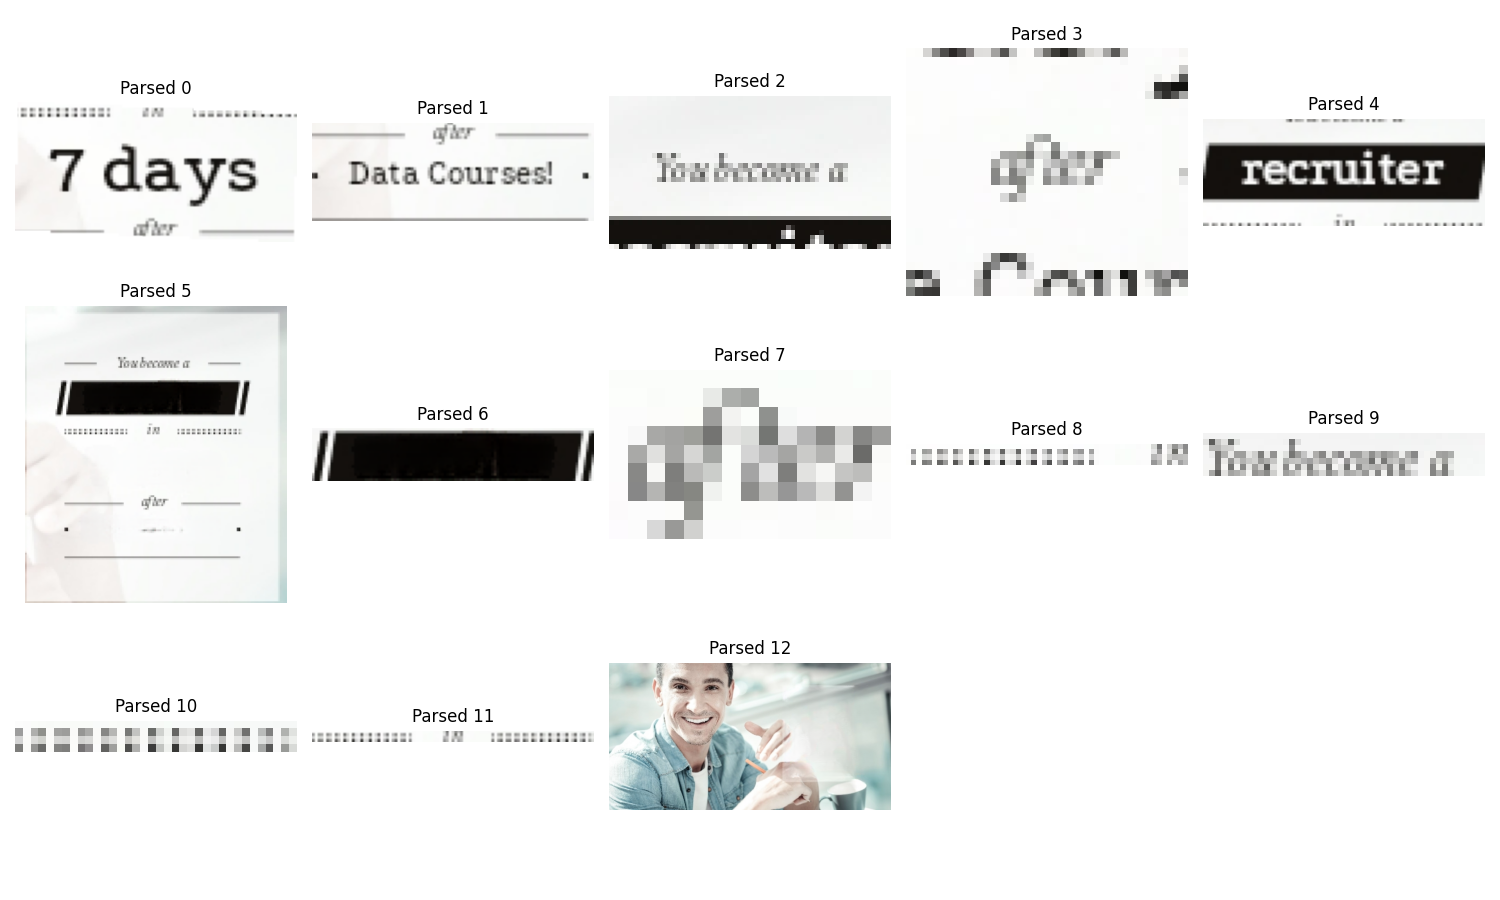 Parsed 0
in
7 days
after
Parsed 1
after
Data Courses!
Parsed 2
You become a
Parsed 3
after
Parsed 4
recruiter
in
Parsed 5
You become a
in
after
Parsed 6
Parsed 7
after
Parsed 8
in
Parsed 9
You become a
Parsed 10
Parsed 11
in
Parsed 12